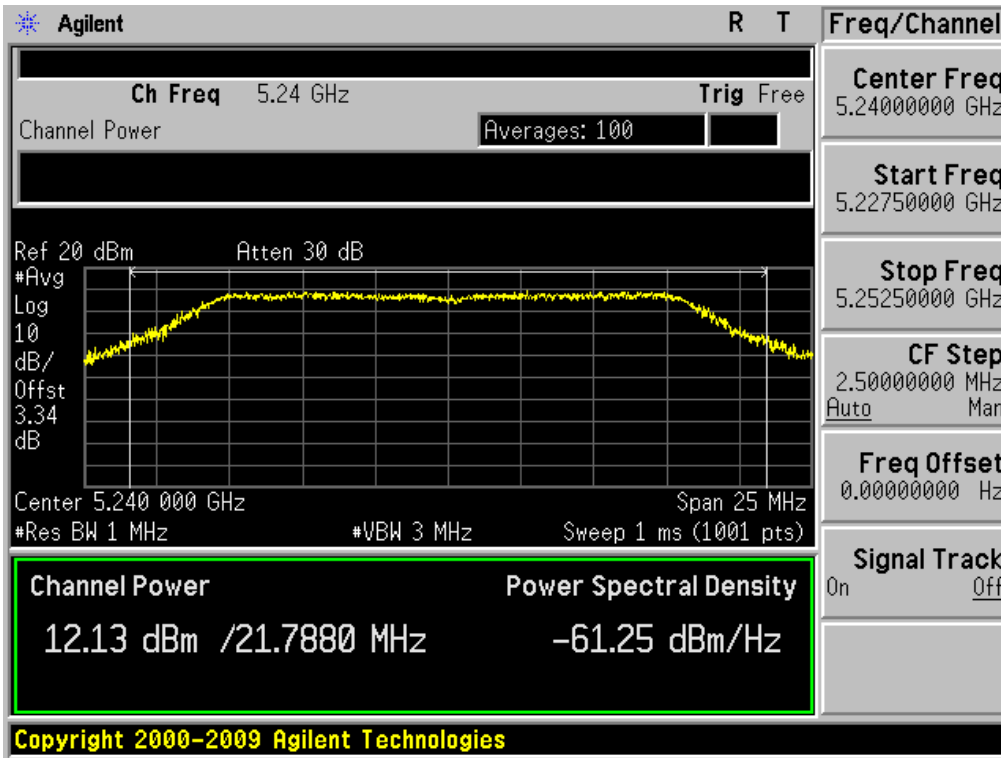 Agilent R T
Freq/Channel
Ch Freq 5.24 GHz Trig Free
Channel Power Averages: 100
Ref 20 dBm Atten 30 dB
#Avg
Log
10
dB/
Offst
3.34
dB
Center 5.240 000 GHz Span 25 MHz
#Res BW 1 MHz #VBW 3 MHz Sweep 1 ms (1001 pts)
Channel Power Power Spectral Density
12.13 dBm /21.7880 MHz -61.25 dBm/Hz
Center Freq
5.24000000 GHz
Start Freq
5.22750000 GHz
Stop Freq
5.25250000 GHz
CF Step
2.50000000 MHz
Auto Man
Freq Offset
0.00000000 Hz
Signal Track
On Off
Copyright 2000-2009 Agilent Technologies